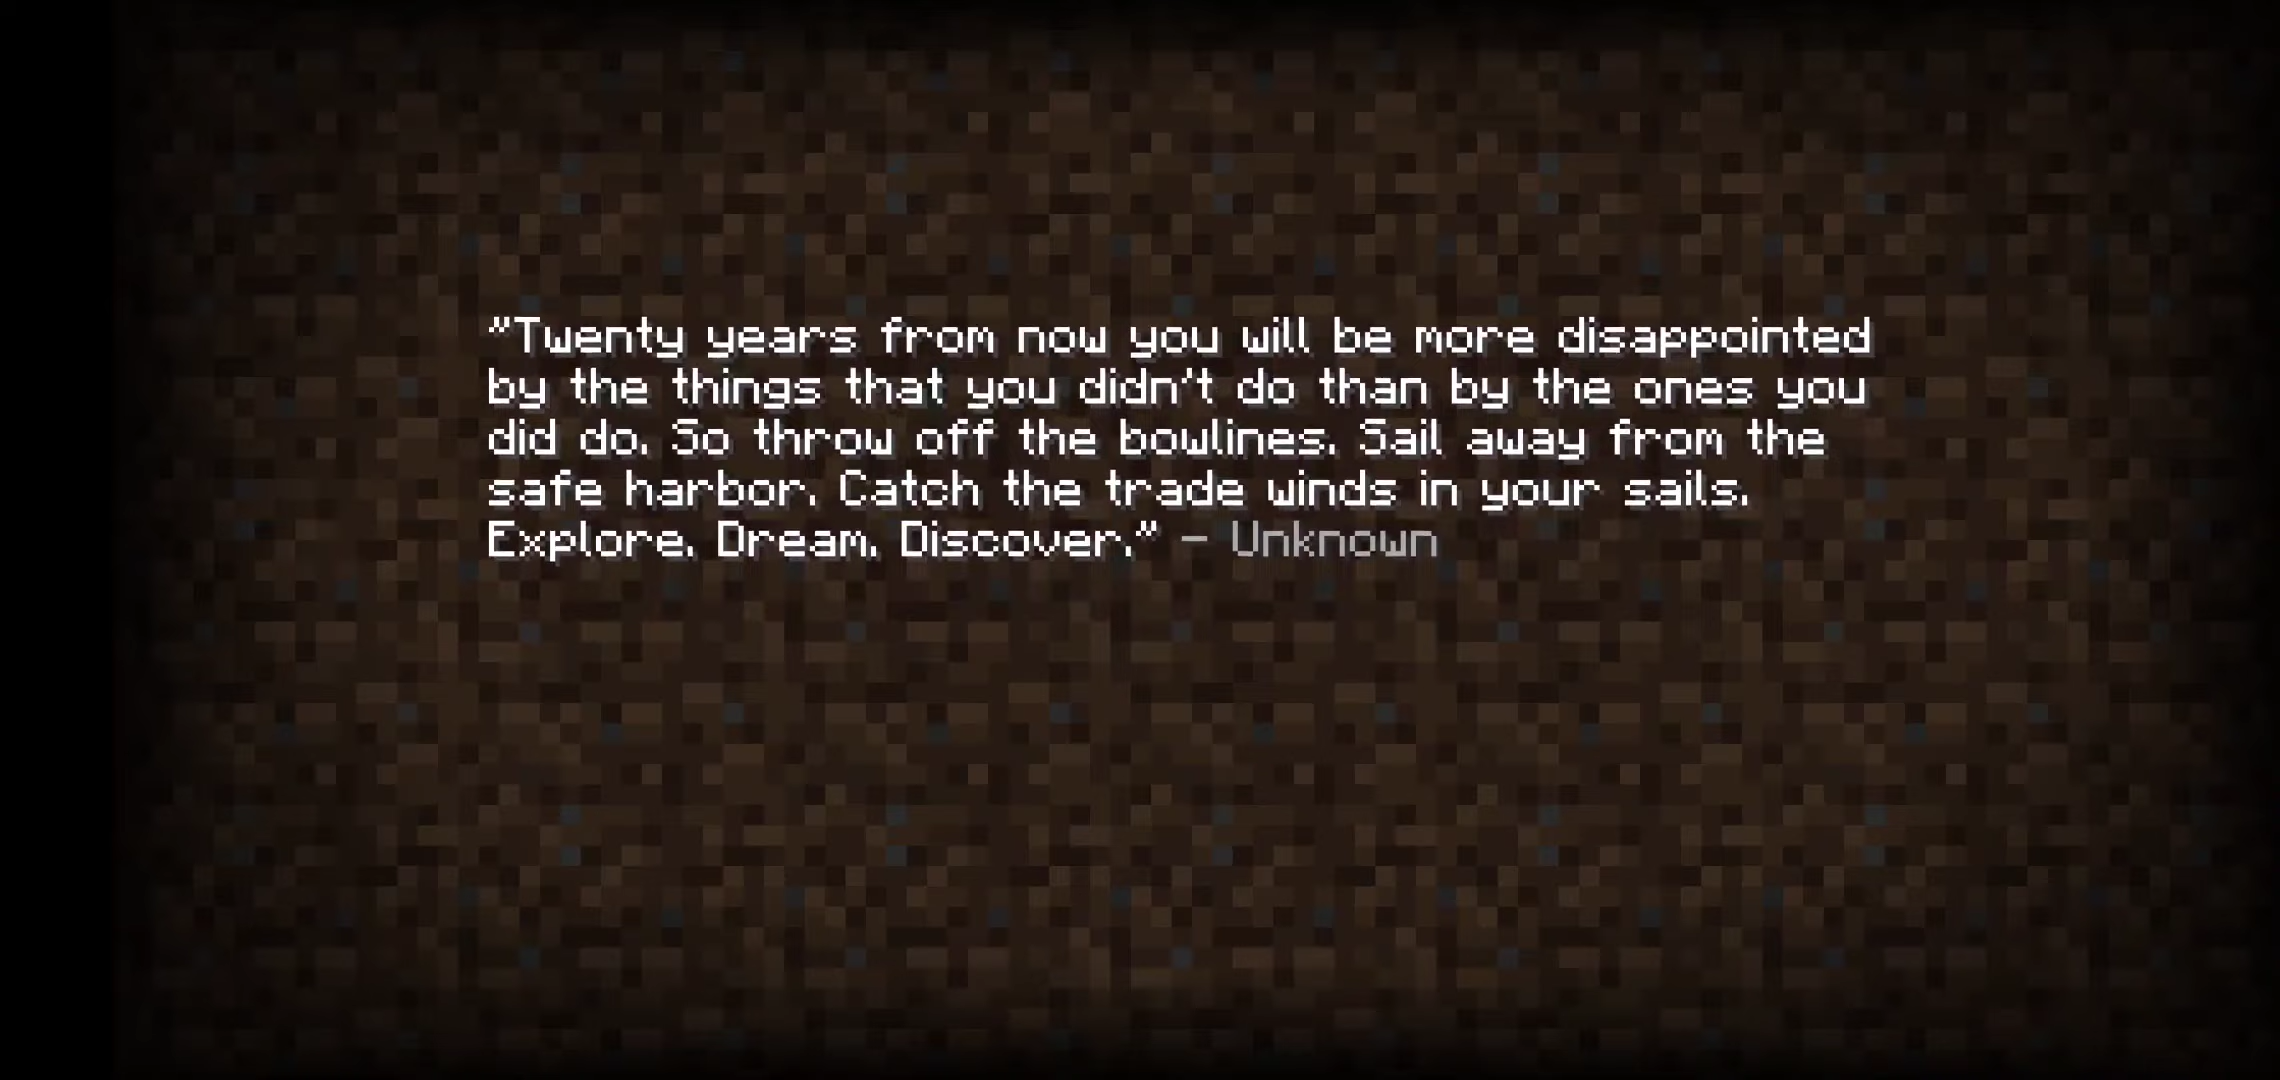 "Twenty years from now you will be more disappointed
by the things that you didn't do than by the ones you
did do. So throw off the bowlines. Sail away from the
safe harbor. Catch the trade winds in your sails.
Explore. Dream. Discover." - Unknown